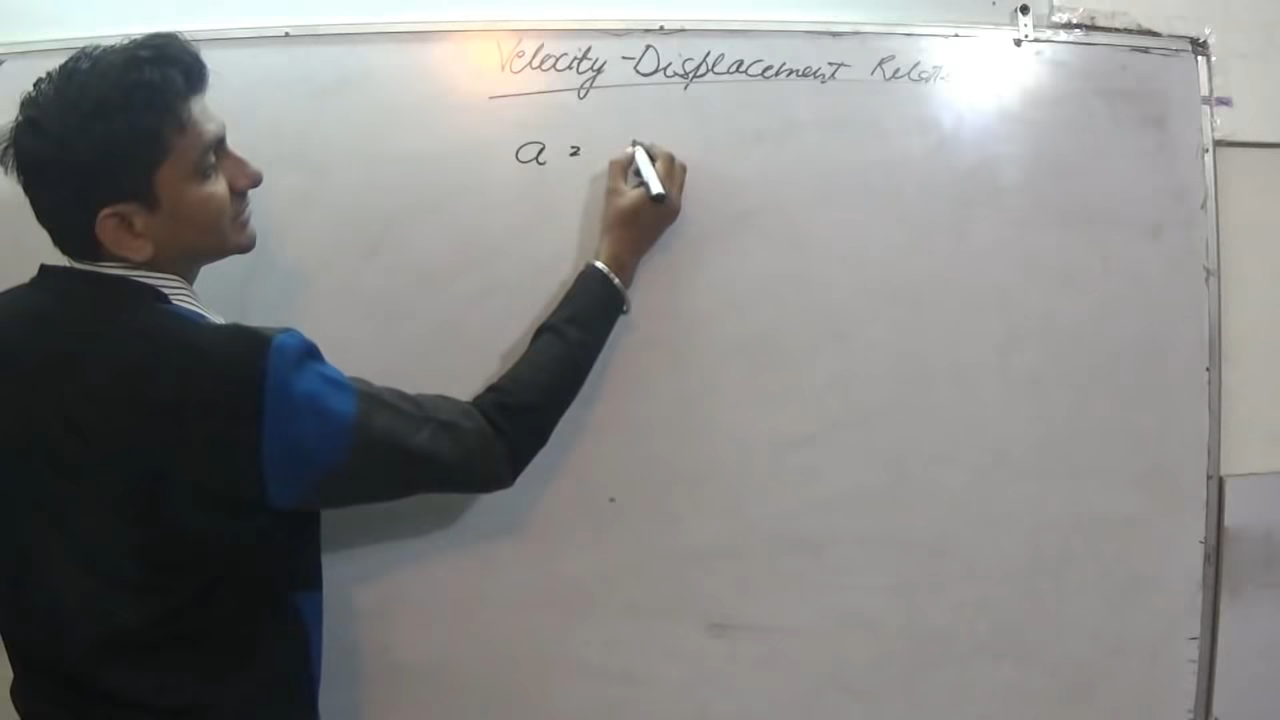 Velocity-Displacement
a =